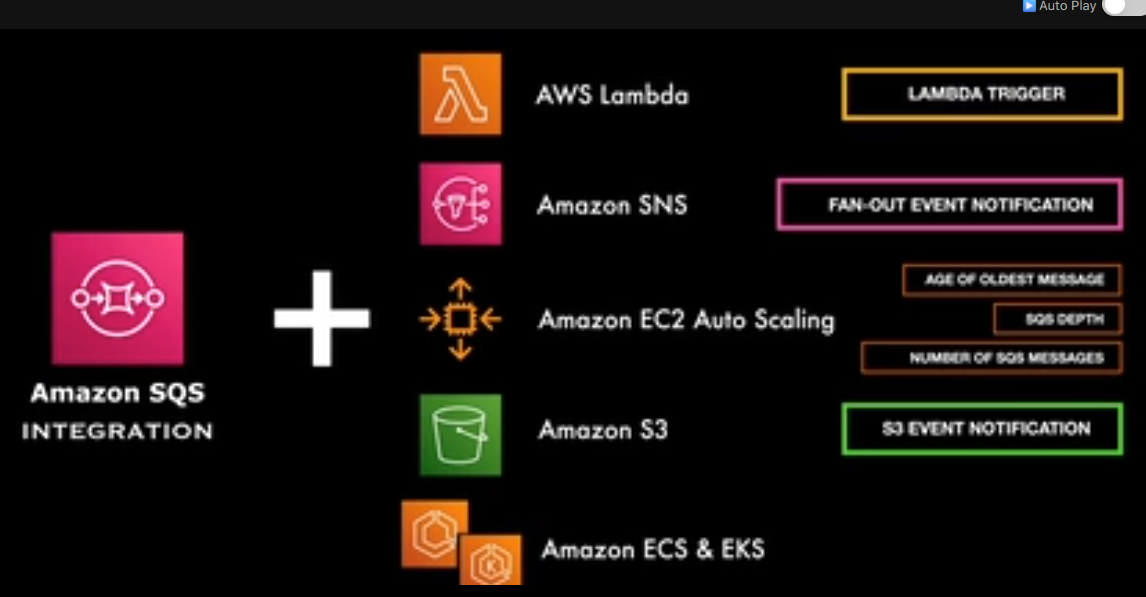 Auto Play
AWS Lambda
LAMBDA TRIGGER
Amazon SNS
FAN-OUT EVENT NOTIFICATION
Amazon SQS
INTEGRATION
Amazon EC2 Auto Scaling
AGE OF OLDEST MESSAGE
SQS DEPTH
NUMBER OF SQS MESSAGES
Amazon S3
S3 EVENT NOTIFICATION
Amazon ECS & EKS